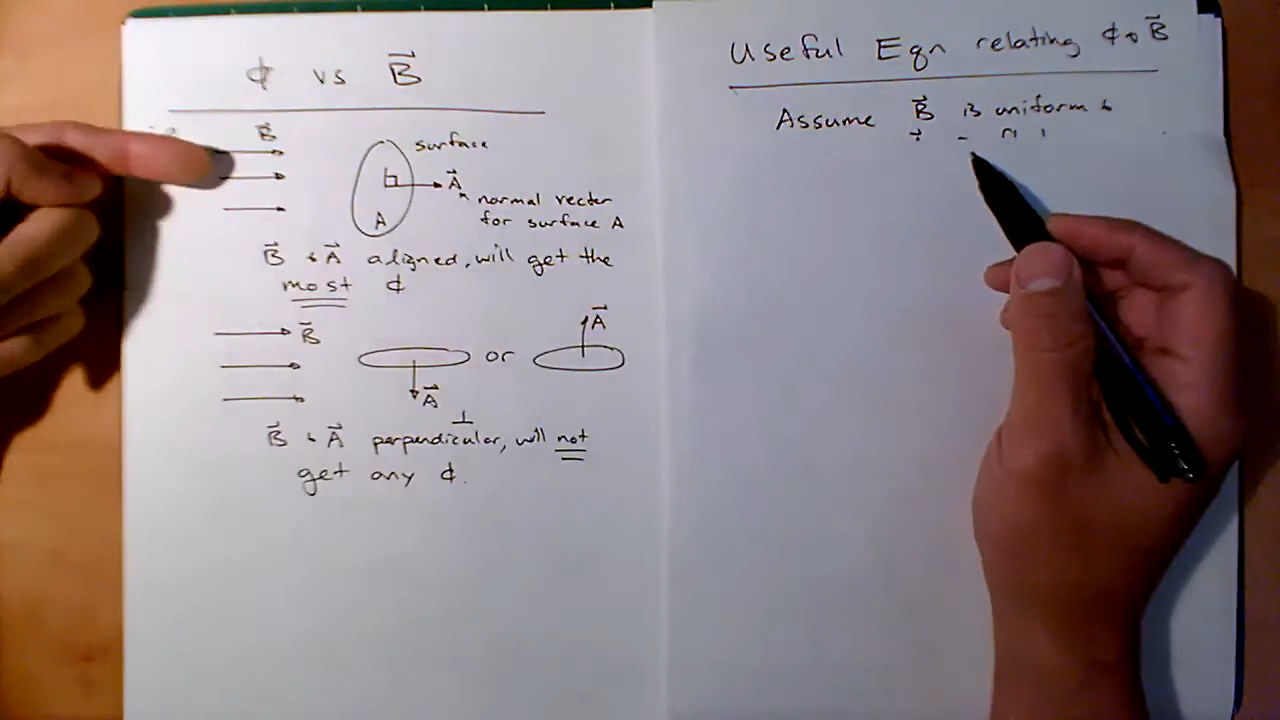 ϕ vs B⃗
B⃗
surface
A⃗
normal vector
for surface A
A
B⃗ & A⃗ aligned, will get the
most ϕ
B⃗
A⃗
or
A⃗
⊥
B⃗ & A⃗ perpendicular, will not
get any ϕ.
Useful Eqn relating ϕ & B⃗
Assume B⃗ is uniform &